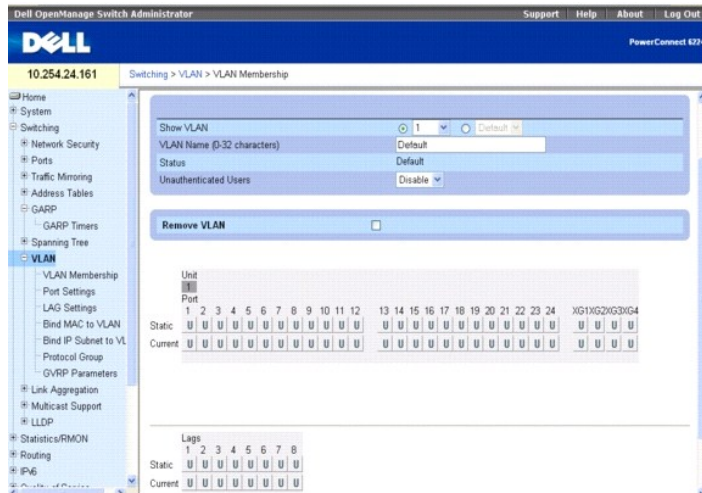 Dell OpenManage Switch Administrator
Support
Help
About
Log Out
DELL
PowerConnect
10.254.24.161
Switching > VLAN > VLAN Membership
Home
System
Switching
Network Security
Ports
Traffic Mirroring
Address Tables
GARP
GARP Timers
Spanning Tree
VLAN
VLAN Membership
Port Settings
LAG Settings
Bind MAC to VLAN
Bind IP Subnet to VL
Protocol Group
GVRP Parameters
Link Aggregation
Multicast Support
LLDP
Statistics/RMON
Routing
IPv6
Show VLAN 1 Default
VLAN Name (0-32 characters) Default
Status Default
Unauthenticated Users Disable
Remove VLAN
Unit
1
Port
1 2 3 4 5 6 7 8 9 10 11 12 13 14 15 16 17 18 19 20 21 22 23 24 XG1 XG2 XG3 XG4
Static U U U U U U U U U U U U U U U U U U U U U U U U U U U U
Current U U U U U U U U U U U U U U U U U U U U U U U U U U U U
Lags
1 2 3 4 5 6 7 8
Static U U U U U U U U
Current U U U U U U U U